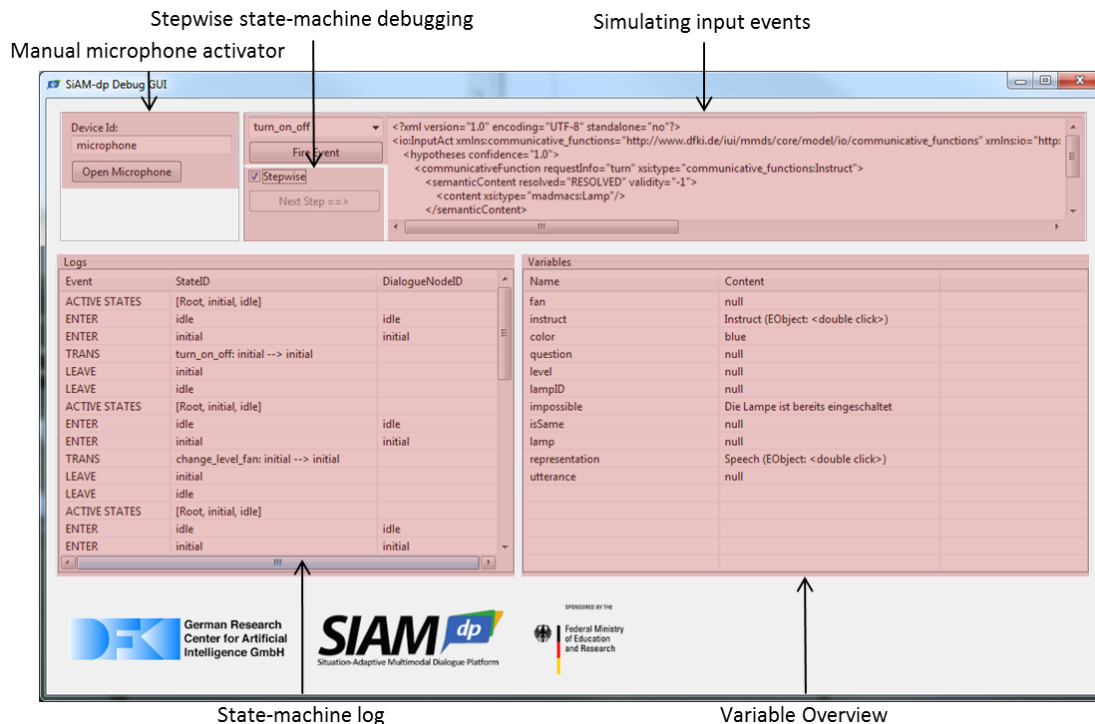 Stepwise state-machine debugging
Simulating input events
Manual microphone activator
SiAM-dp Debug GUI
Device Id:
microphone
Open Microphone
turn_on_off
Fire Event
Stepwise
Next Step ==>
<?xml version="1.0" encoding="UTF-8" standalone="no"?>
<io:InputAct xmlns:communicative_functions="http://www.dfki.de/iui/mmds/core/model/io/communicative_functions" xmlns:io="http:
<hypotheses confidence="1.0">
<communicativeFunction requestInfo="turn" xsi:type="communicative_functions:Instruct">
<semanticContent resolved="RESOLVED" validity="-1">
<content xsi:type="madmacs:Lamp"/>
</semanticContent>
Logs
Event StateID DialogueNodeID
ACTIVE STATES [Root, initial, idle]
ENTER idle idle
ENTER initial initial
TRANS turn_on_off: initial --> initial
LEAVE initial
LEAVE idle
ACTIVE STATES [Root, initial, idle]
ENTER idle idle
ENTER initial initial
TRANS change_level_fan: initial --> initial
LEAVE initial
LEAVE idle
ACTIVE STATES [Root, initial, idle]
ENTER idle idle
ENTER initial initial
Variables
Name Content
fan null
instruct Instruct (EObject: <double click>)
color blue
question null
level null
lampID null
impossible Die Lampe ist bereits eingeschaltet
isSame null
lamp null
representation Speech (EObject: <double click>)
utterance null
DFKI
German Research
Center for Artificial
Intelligence GmbH
SIAM dp
Situation-Adaptive Multimodal Dialogue Platform
SPONSORED BY THE
Federal Ministry
of Education
and Research
State-machine log
Variable Overview